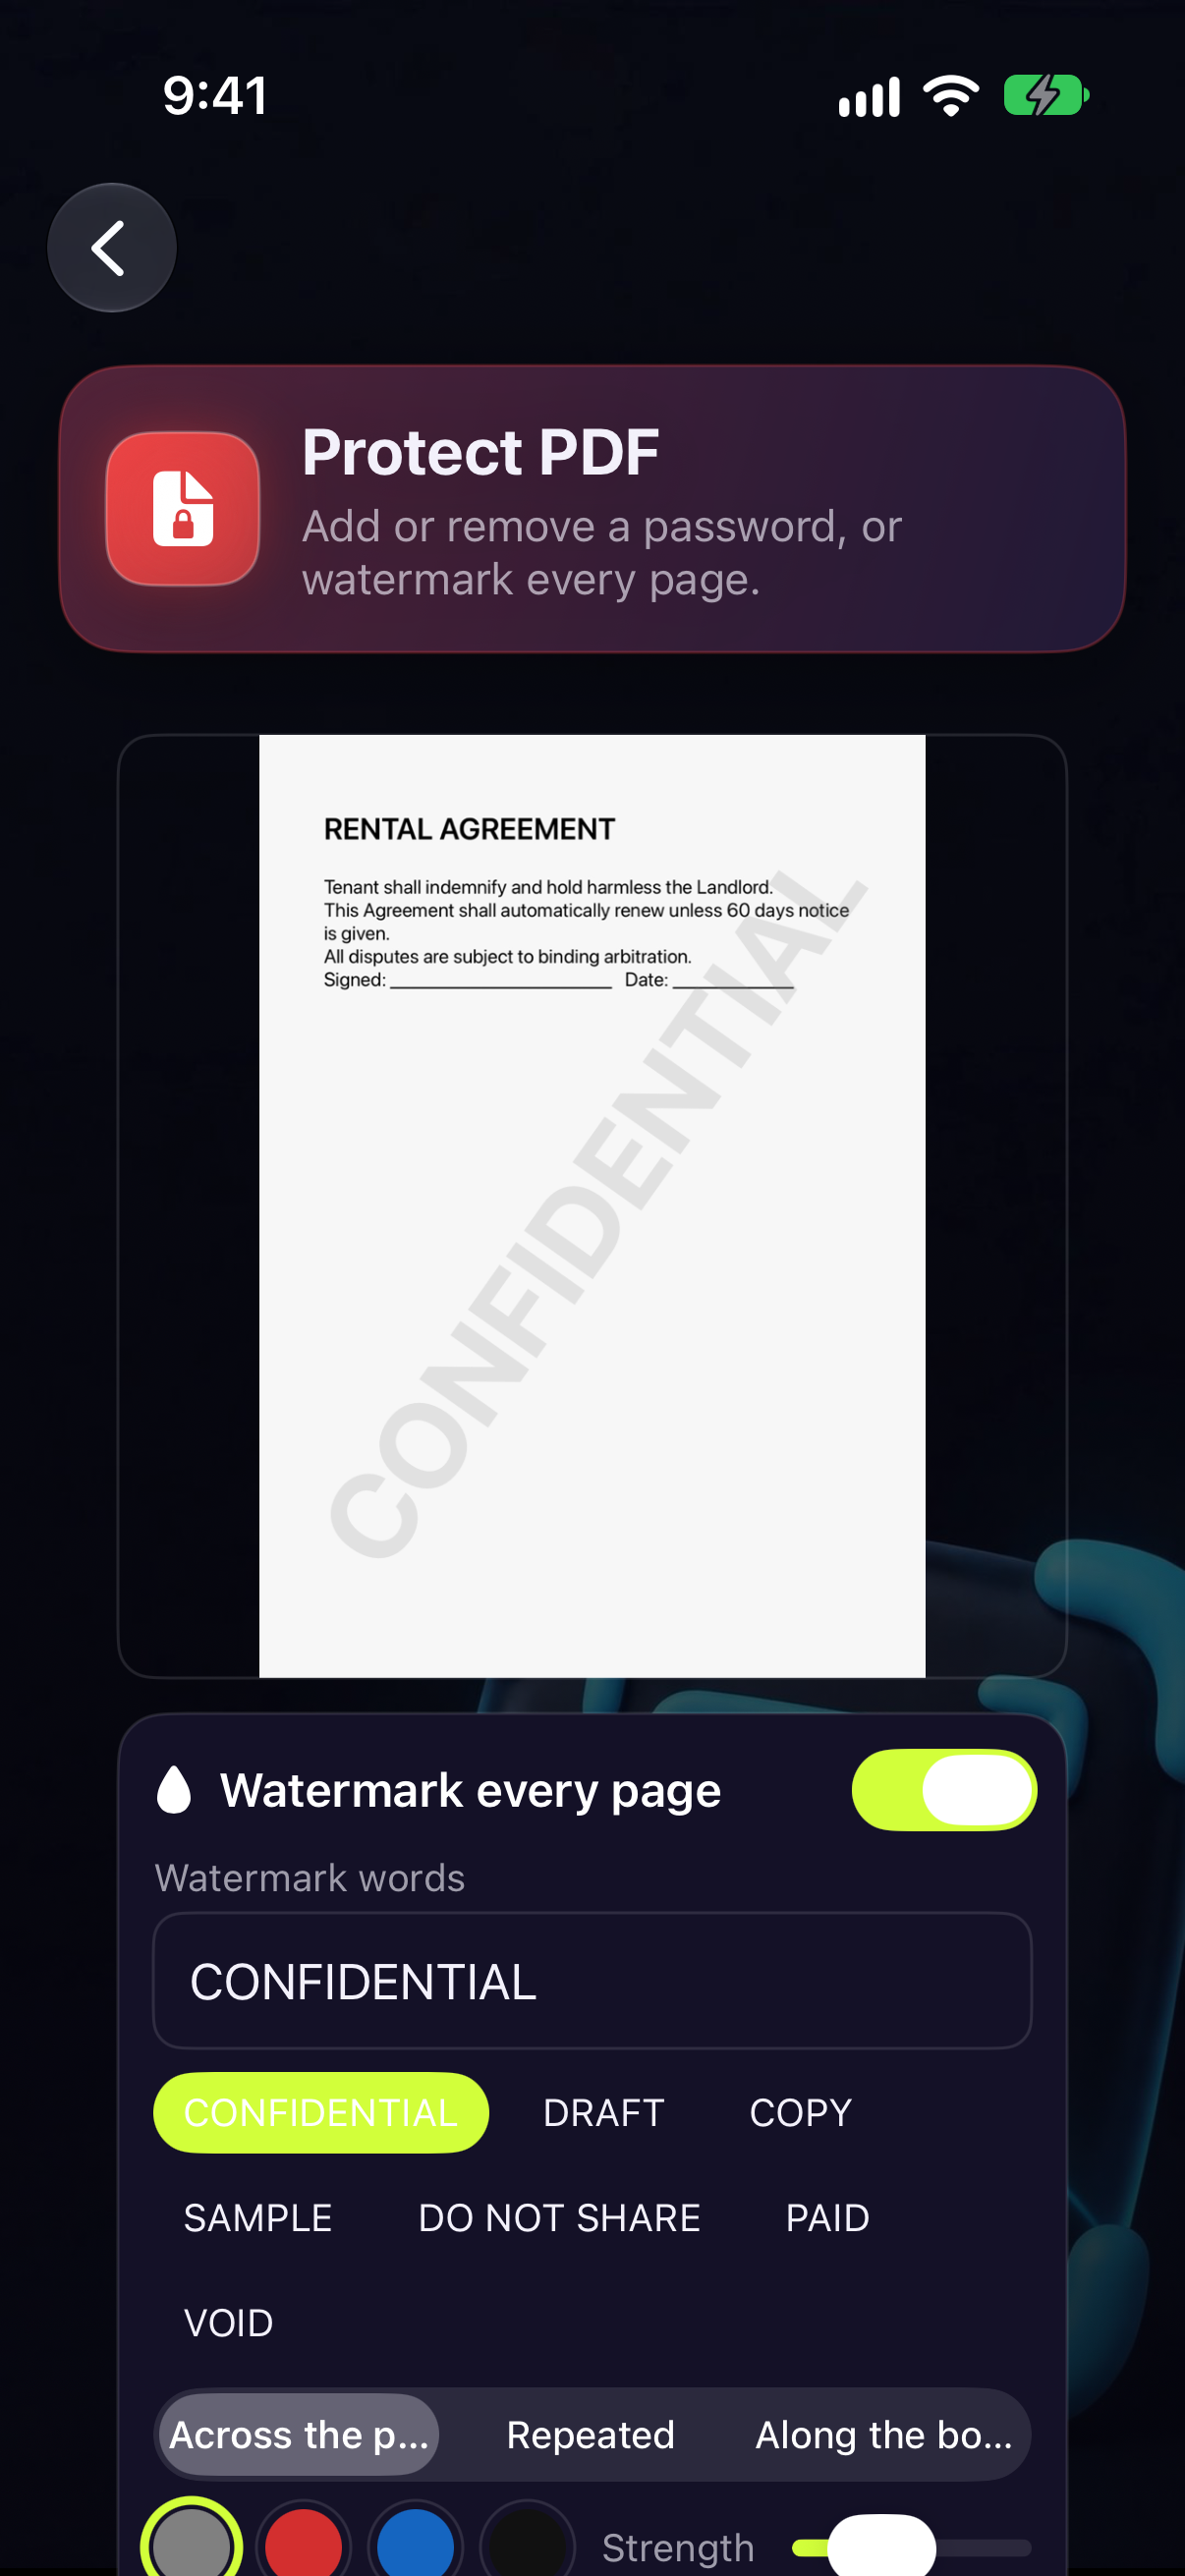 9:41
Protect PDF
Add or remove a password, or
watermark every page.
RENTAL AGREEMENT
Tenant shall indemnify and hold harmless the Landlord.
This Agreement shall automatically renew unless 60 days notice
is given.
All disputes are subject to binding arbitration.
Signed: ____________________ Date: ___________
CONFIDENTIAL
Watermark every page
Watermark words
CONFIDENTIAL
CONFIDENTIAL DRAFT COPY
SAMPLE DO NOT SHARE PAID
VOID
Across the p... Repeated Along the bo...
Strength